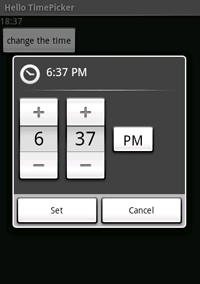 Hello TimePicker
18:37
change the time
6:37 PM
+ +
6 37 PM
− −
Set Cancel